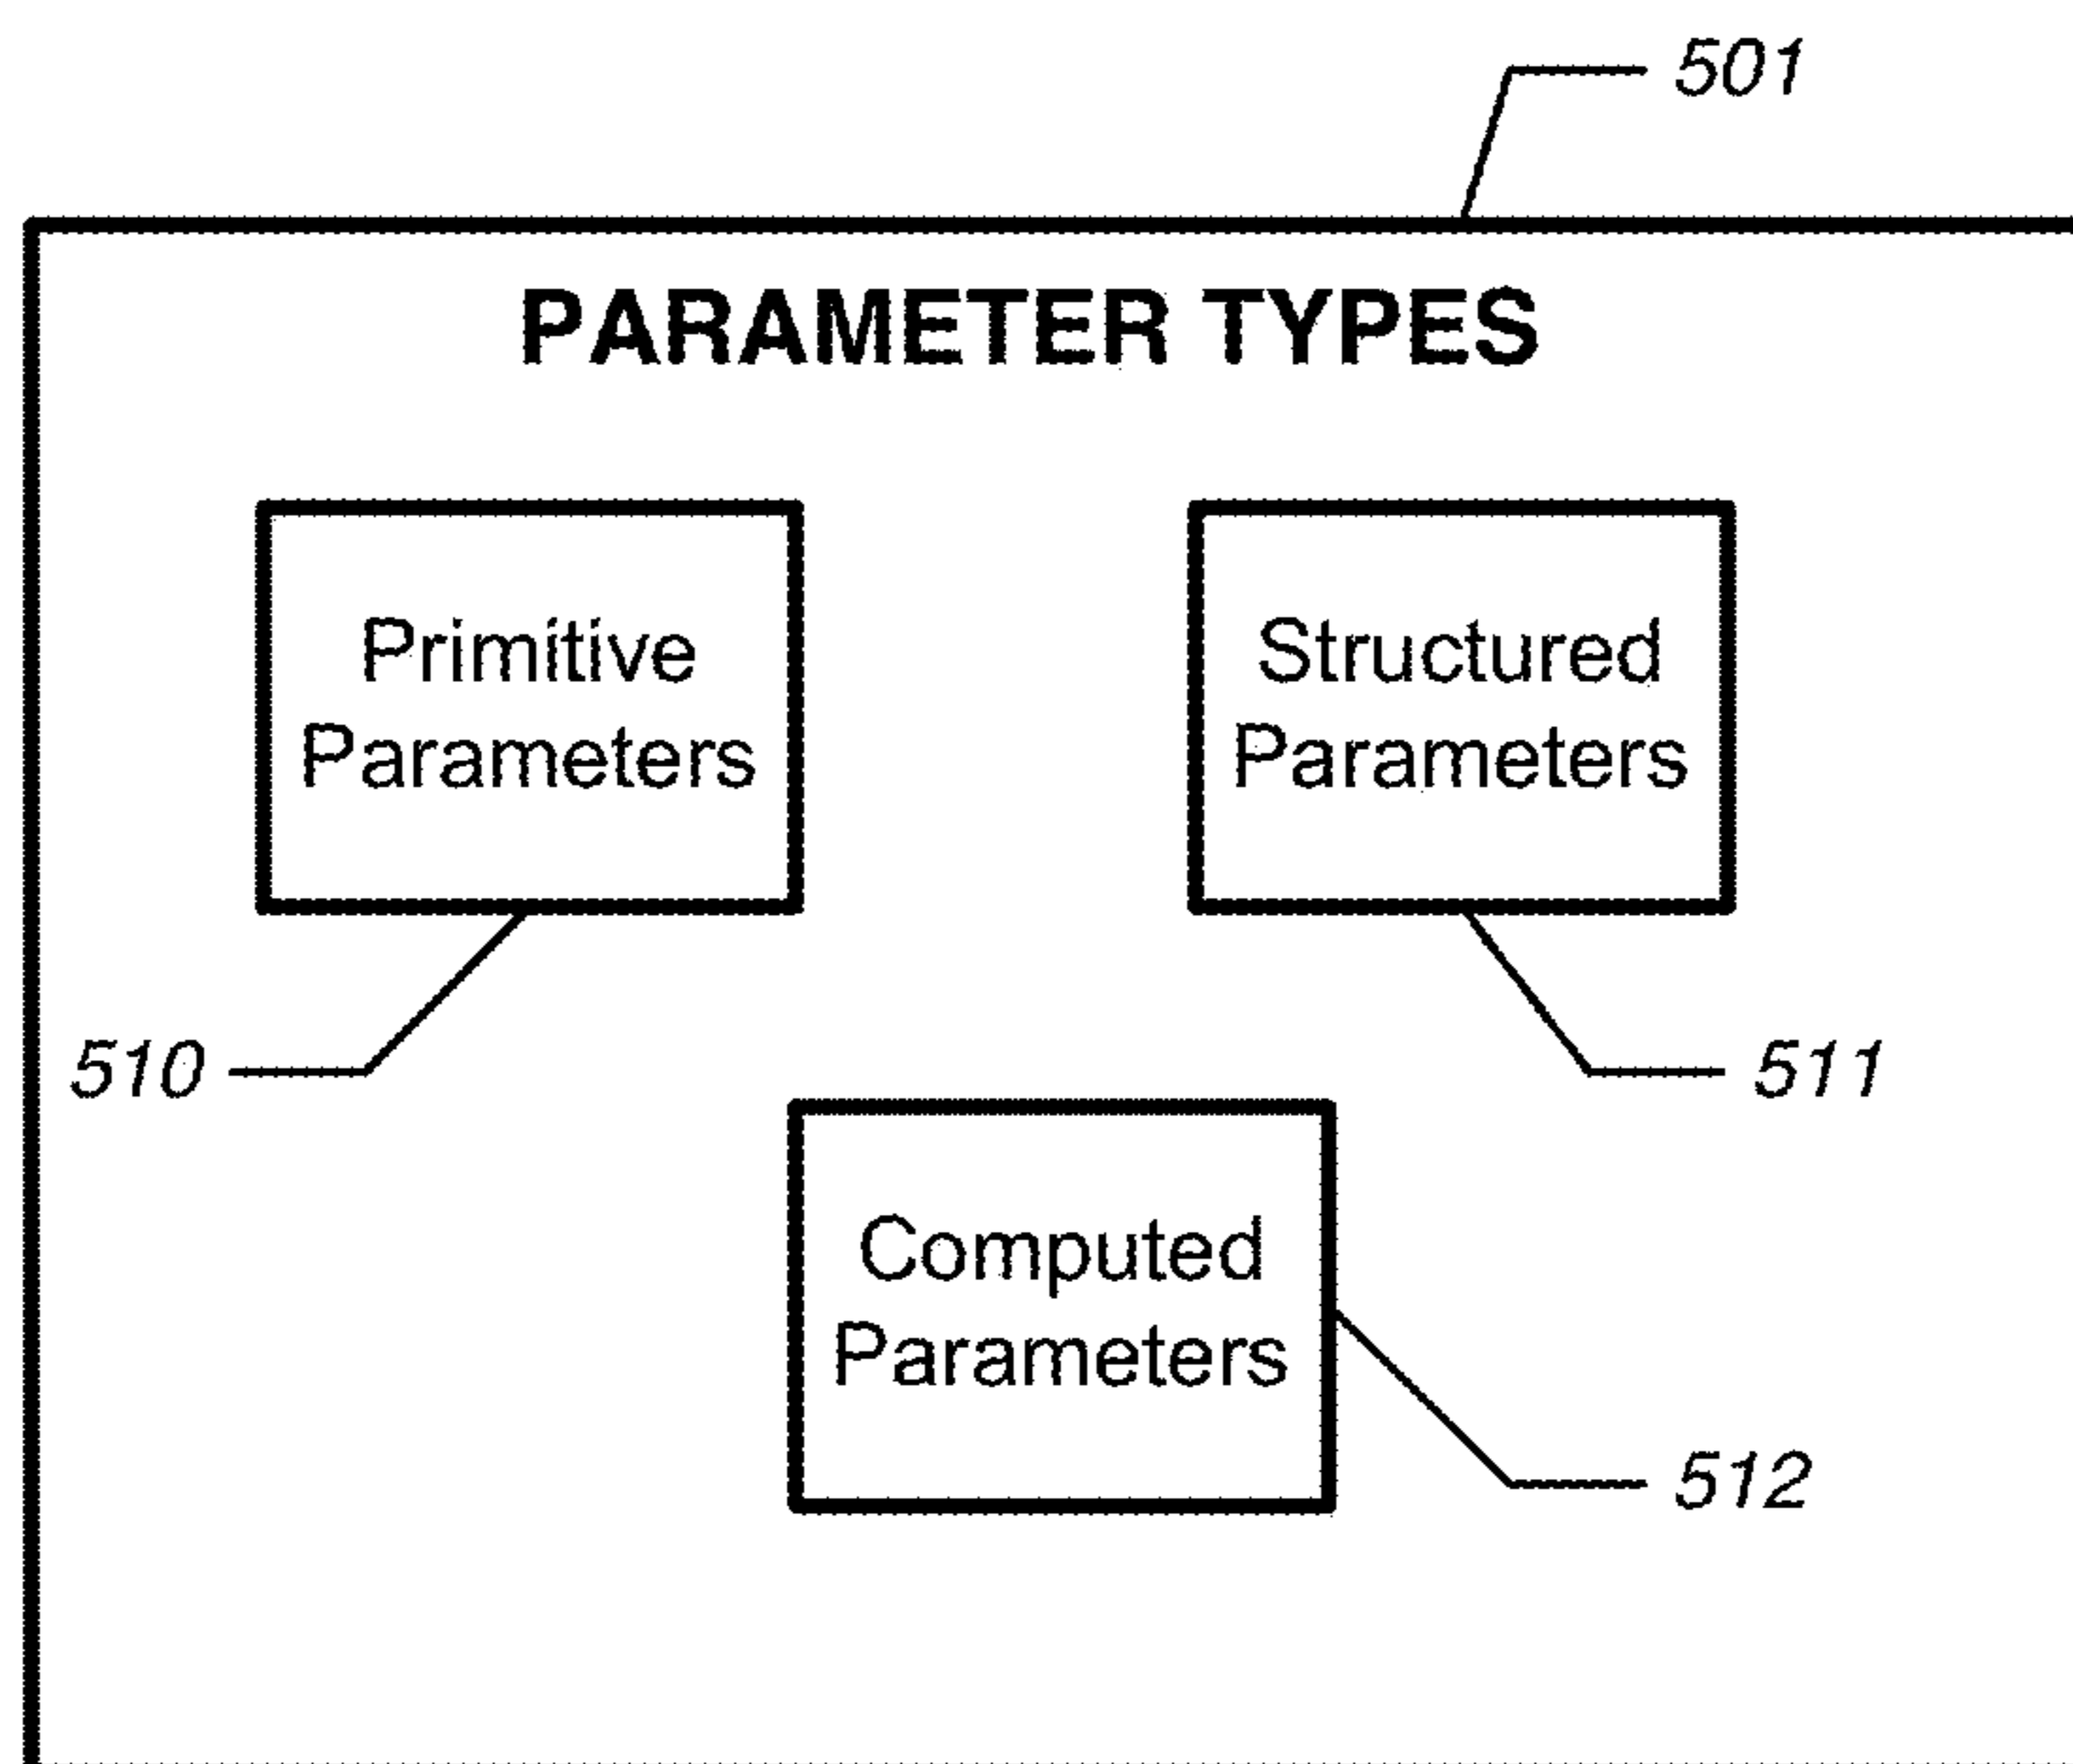 501
PARAMETER TYPES
Primitive
Parameters
Structured
Parameters
510
511
Computed
Parameters
512